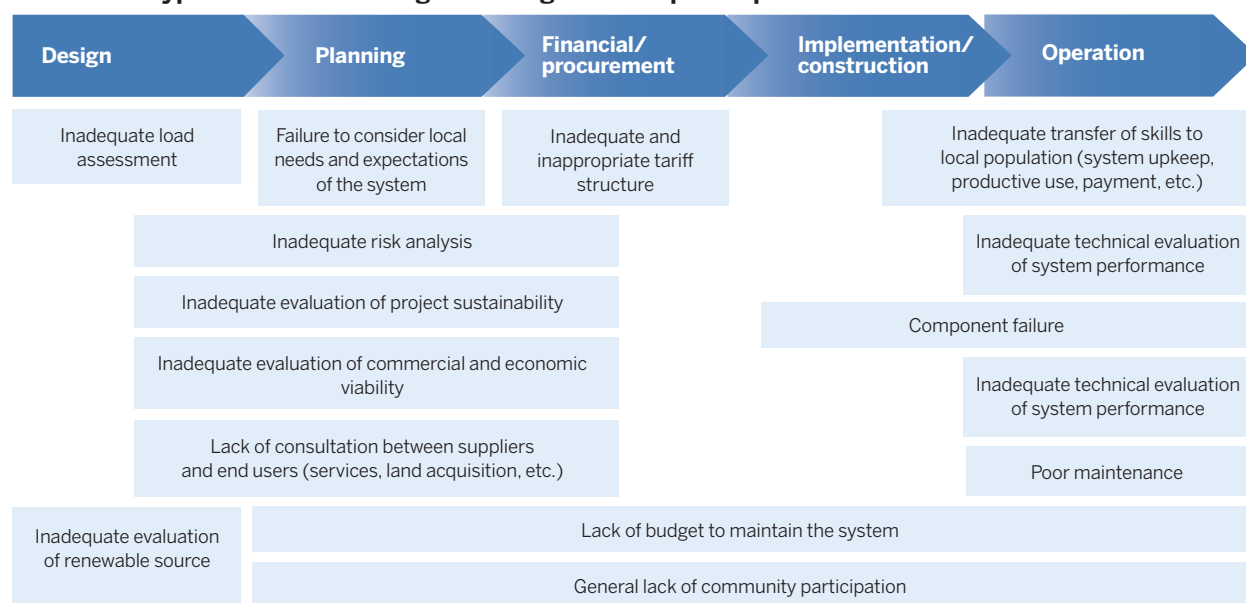 Design
Planning
Financial/
procurement
Implementation/
construction
Operation
Inadequate load
assessment
Failure to consider local
needs and expectations
of the system
Inadequate and
inappropriate tariff
structure
Inadequate transfer of skills to
local population (system upkeep,
productive use, payment, etc.)
Inadequate risk analysis
Inadequate technical evaluation
of system performance
Inadequate evaluation of project sustainability
Component failure
Inadequate evaluation of commercial and economic
viability
Inadequate technical evaluation
of system performance
Lack of consultation between suppliers
and end users (services, land acquisition, etc.)
Poor maintenance
Inadequate evaluation
of renewable source
Lack of budget to maintain the system
General lack of community participation